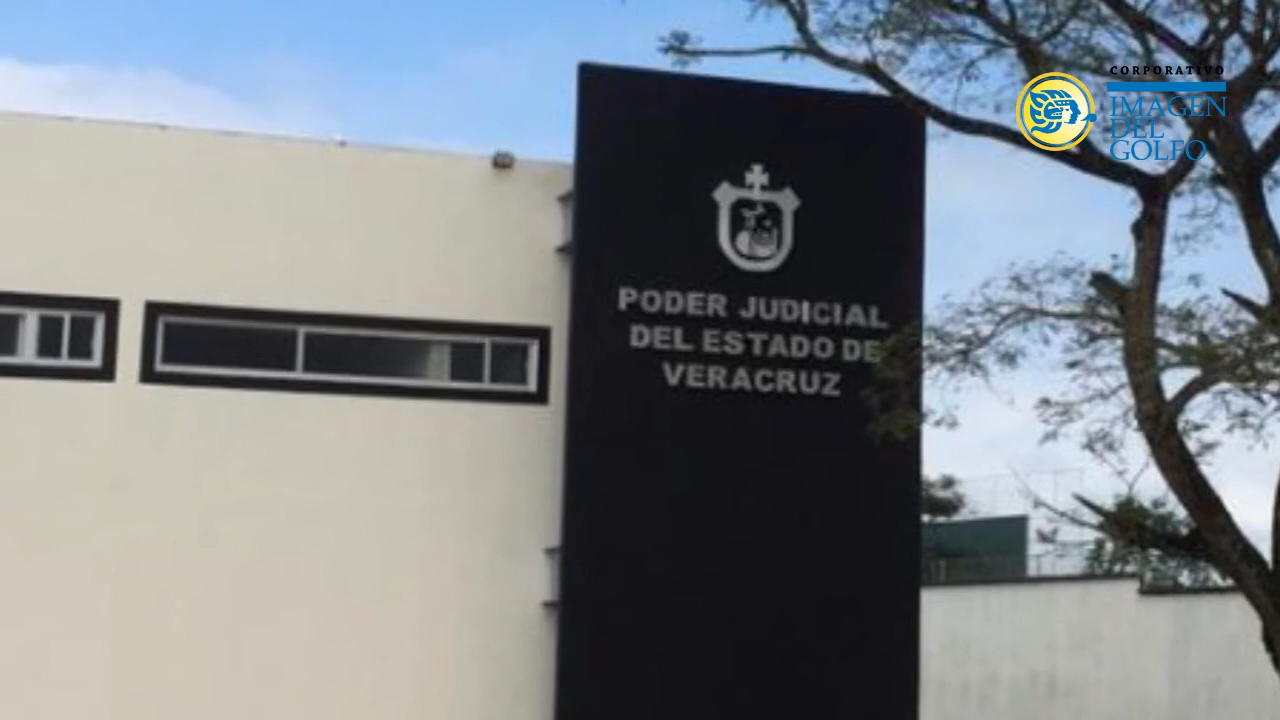 CORPORATIVO
IMAGEN
DEL
GOLFO
PODER JUDICIAL
DEL ESTADO DE
VERACRUZ